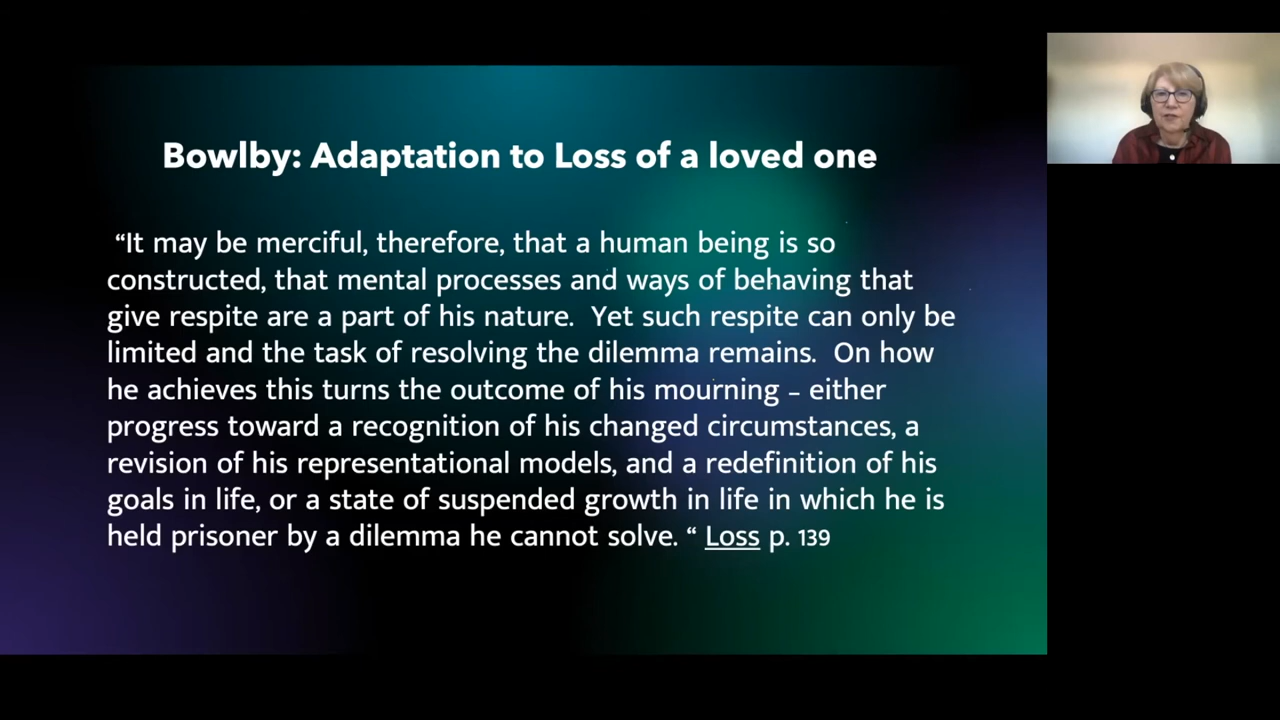 Bowlby: Adaptation to Loss of a loved one
“It may be merciful, therefore, that a human being is so
constructed, that mental processes and ways of behaving that
give respite are a part of his nature.  Yet such respite can only be
limited and the task of resolving the dilemma remains.  On how
he achieves this turns the outcome of his mourning – either
progress toward a recognition of his changed circumstances, a
revision of his representational models, and a redefinition of his
goals in life, or a state of suspended growth in life in which he is
held prisoner by a dilemma he cannot solve. “ Loss p. 139